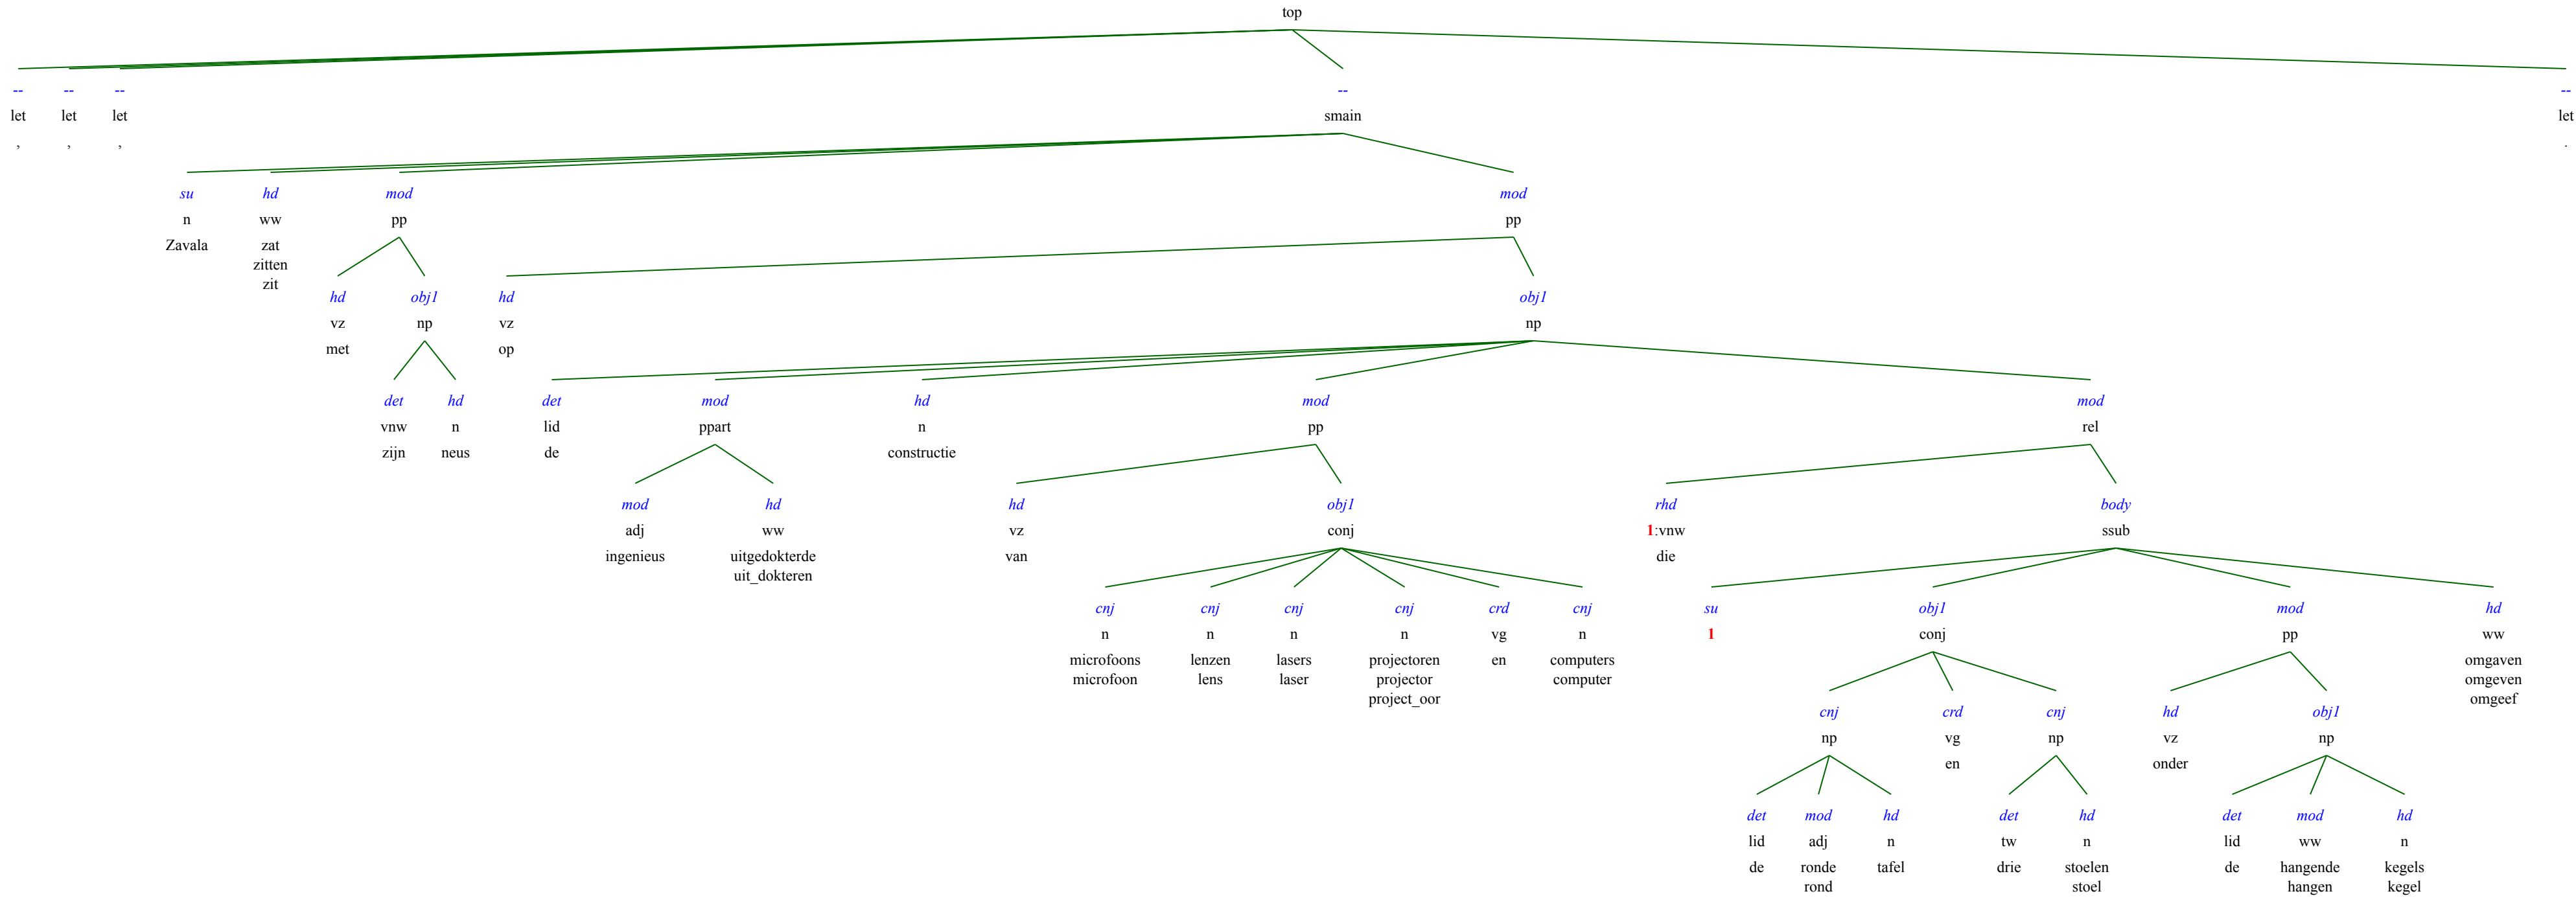 top
-- -- -- -- --
let let let smain let
, , , .
su hd mod mod
n ww pp pp
Zavala zat
zitten
zit
hd obj1 hd obj1
vz np vz np
met op
det hd det mod hd mod mod
vnw n lid ppart n pp rel
zijn neus de constructie
mod hd hd obj1 rhd body
adj ww vz conj 1:vnw ssub
ingenieus uitgedokterde van die
uit_dokteren
cnj cnj cnj cnj crd cnj su obj1 mod hd
n n n n vg n 1 conj pp ww
microfoons lenzen lasers projectoren en computers omgaven
microfoon lens laser projector computer omgeven
project_oor omgeef
cnj crd cnj hd obj1
np vg np vz np
en onder
det mod hd det hd det mod hd
lid adj n tw n lid ww n
de ronde tafel drie stoelen de hangende kegels
rond stoel hangen kegel